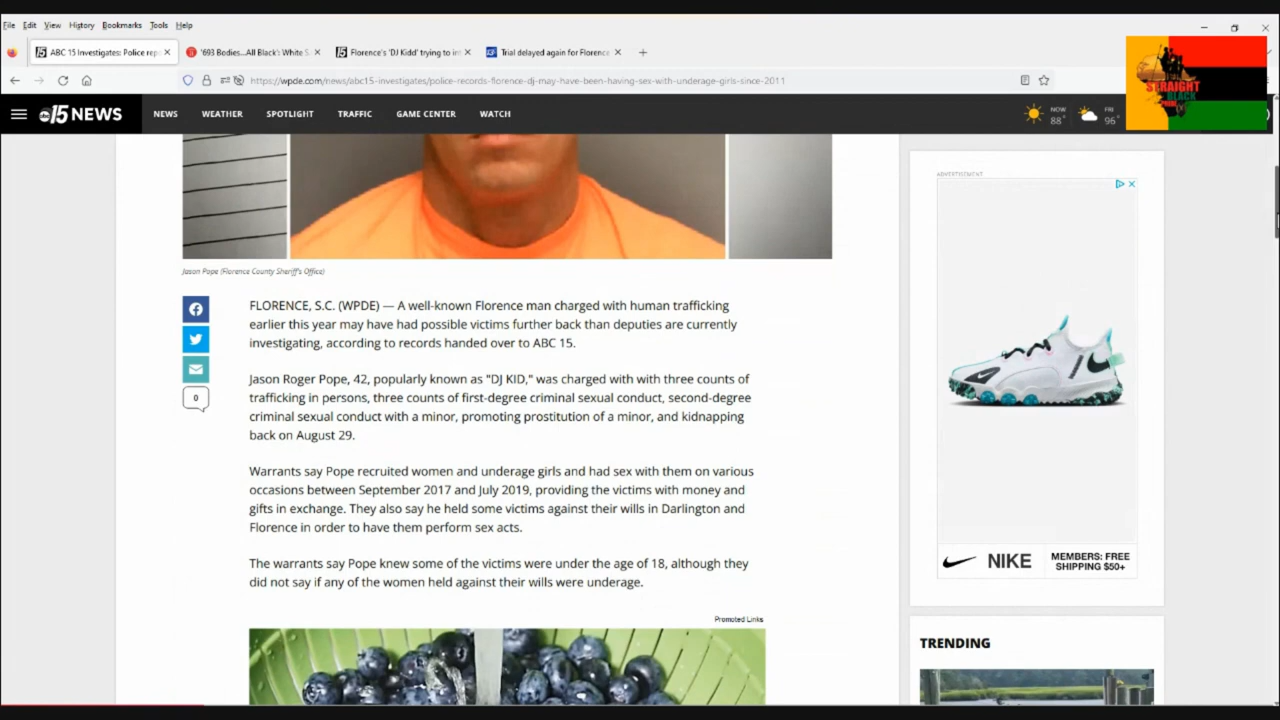 File Edit View History Bookmarks Tools Help
ABC 15 Investigates: Police rep
'693 Bodies...All Black's White S
Florence's 'DJ Kidd' trying to in
Trial delayed again for Florence
https://wpde.com/news/abc15-investigates/police-records-florence-dj-may-have-been-having-sex-with-underage-girls-since-2011
STRAIGHT
BLACK
PRIDE
abc 15 NEWS
NEWS WEATHER SPOTLIGHT TRAFFIC GAME CENTER WATCH
NOW
88°
FRI
96°
ADVERTISEMENT
Jason Pope (Florence County Sheriff's Office)
FLORENCE, S.C. (WPDE) — A well-known Florence man charged with human trafficking
earlier this year may have had possible victims further back than deputies are currently
investigating, according to records handed over to ABC 15.
0
Jason Roger Pope, 42, popularly known as "DJ KID," was charged with with three counts of
trafficking in persons, three counts of first-degree criminal sexual conduct, second-degree
criminal sexual conduct with a minor, promoting prostitution of a minor, and kidnapping
back on August 29.
Warrants say Pope recruited women and underage girls and had sex with them on various
occasions between September 2017 and July 2019, providing the victims with money and
gifts in exchange. They also say he held some victims against their wills in Darlington and
Florence in order to have them perform sex acts.
The warrants say Pope knew some of the victims were under the age of 18, although they
did not say if any of the women held against their wills were underage.
Promoted Links
NIKE
MEMBERS: FREE
SHIPPING $50+
TRENDING